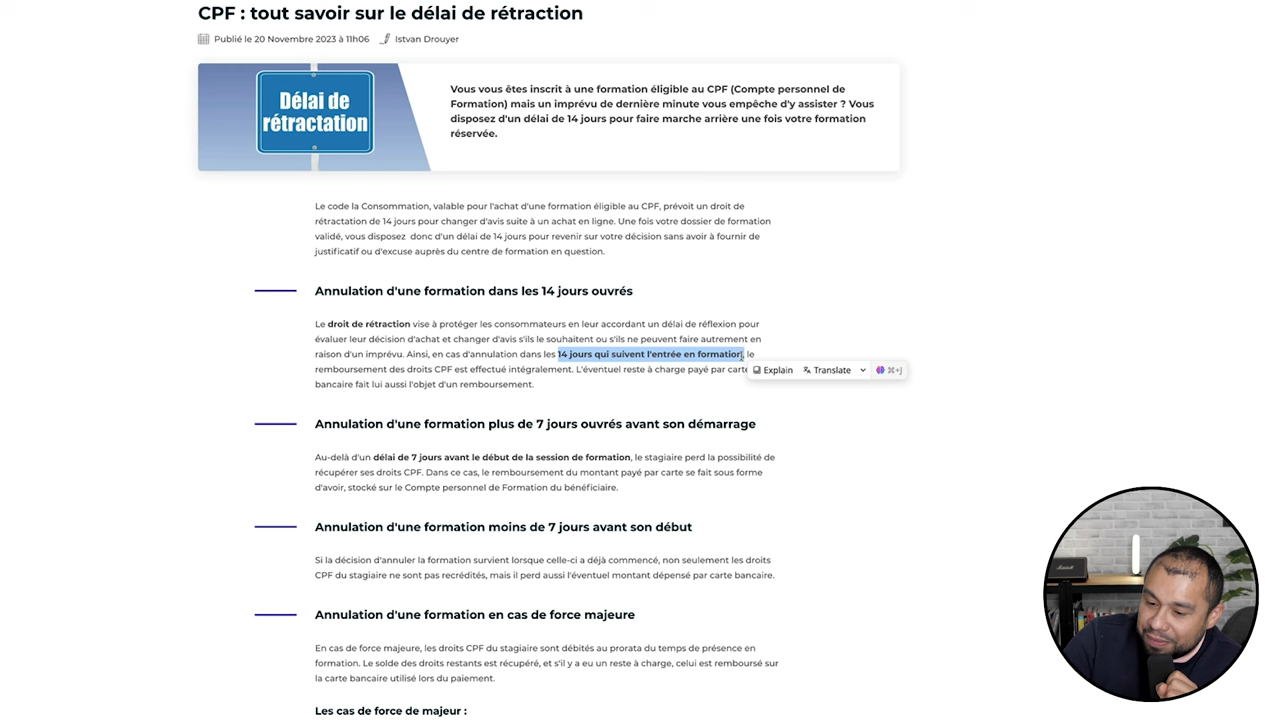 CPF : tout savoir sur le délai de rétraction
Publié le 20 Novembre 2023 à 11h06 Istvan Drouyer
Délai de
rétractation
Vous vous êtes inscrit à une formation éligible au CPF (Compte personnel de
Formation) mais un imprévu de dernière minute vous empêche d'y assister ? Vous
disposez d'un délai de 14 jours pour faire marche arrière une fois votre formation
réservée.
Le code la Consommation, valable pour l'achat d'une formation éligible au CPF, prévoit un droit de
rétractation de 14 jours pour changer d'avis suite à un achat en ligne. Une fois votre dossier de formation
validé, vous disposez donc d'un délai de 14 jours pour revenir sur votre décision sans avoir à fournir de
justificatif ou d'excuse auprès du centre de formation en question.
Annulation d'une formation dans les 14 jours ouvrés
Le droit de rétraction vise à protéger les consommateurs en leur accordant un délai de réflexion pour
évaluer leur décision d'achat et changer d'avis s'ils le souhaitent ou s'ils ne peuvent faire autrement en
raison d'un imprévu. Ainsi, en cas d'annulation dans les 14 jours qui suivent l'entrée en formation, le
remboursement des droits CPF est effectué intégralement. L'éventuel reste à charge payé par carte
bancaire fait lui aussi l'objet d'un remboursement.
Explain Translate ⌘+J
Annulation d'une formation plus de 7 jours ouvrés avant son démarrage
Au-delà d'un délai de 7 jours avant le début de la session de formation, le stagiaire perd la possibilité de
récupérer ses droits CPF. Dans ce cas, le remboursement du montant payé par carte se fait sous forme
d'avoir, stocké sur le Compte personnel de Formation du bénéficiaire.
Annulation d'une formation moins de 7 jours avant son début
Si la décision d'annuler la formation survient lorsque celle-ci a déjà commencé, non seulement les droits
CPF du stagiaire ne sont pas recrédités, mais il perd aussi l'éventuel montant dépensé par carte bancaire.
Annulation d'une formation en cas de force majeure
En cas de force majeure, les droits CPF du stagiaire sont débités au prorata du temps de présence en
formation. Le solde des droits restants est récupéré, et s'il y a eu un reste à charge, celui est remboursé sur
la carte bancaire utilisé lors du paiement.
Les cas de force de majeur :